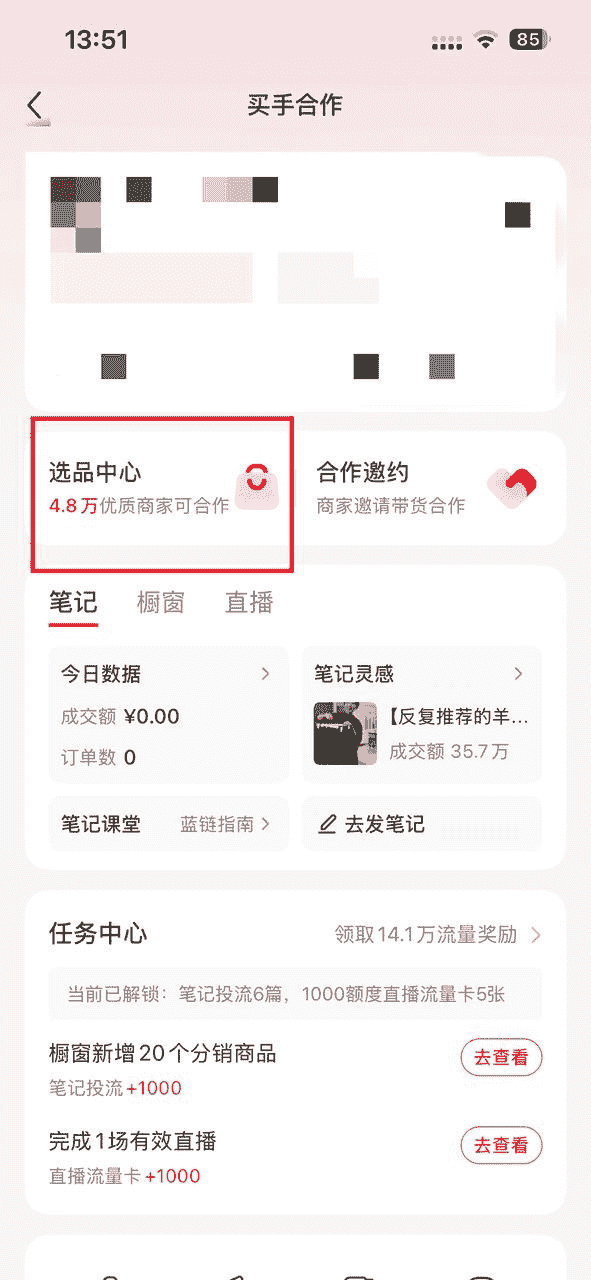 13:51
85
买手合作
选品中心
4.8万优质商家可合作
合作邀约
商家邀请带货合作
笔记
橱窗
直播
今日数据
成交额 ¥0.00
订单数 0
笔记灵感
【反复推荐的羊...
成交额 35.7万
笔记课堂
蓝链指南
去发笔记
任务中心
领取14.1万流量奖励
当前已解锁：笔记投流6篇，1000额度直播流量卡5张
橱窗新增20个分销商品
笔记投流+1000
去查看
完成1场有效直播
直播流量卡+1000
去查看